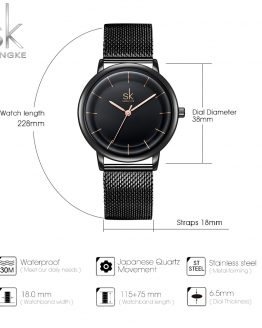 sk
ENGKE
Watch length
228mm
Dial Diameter
38mm
sk
Straps 18mm
30M
Waterproof
( Meet our daily needs )
Japanese Quartz
Movement
ST
STEEL
Stainless steel
( Metal forming )
18.0 mm
(Watchband width )
115+75 mm
(Watchband length )
6.5mm
(Dial Thickness)